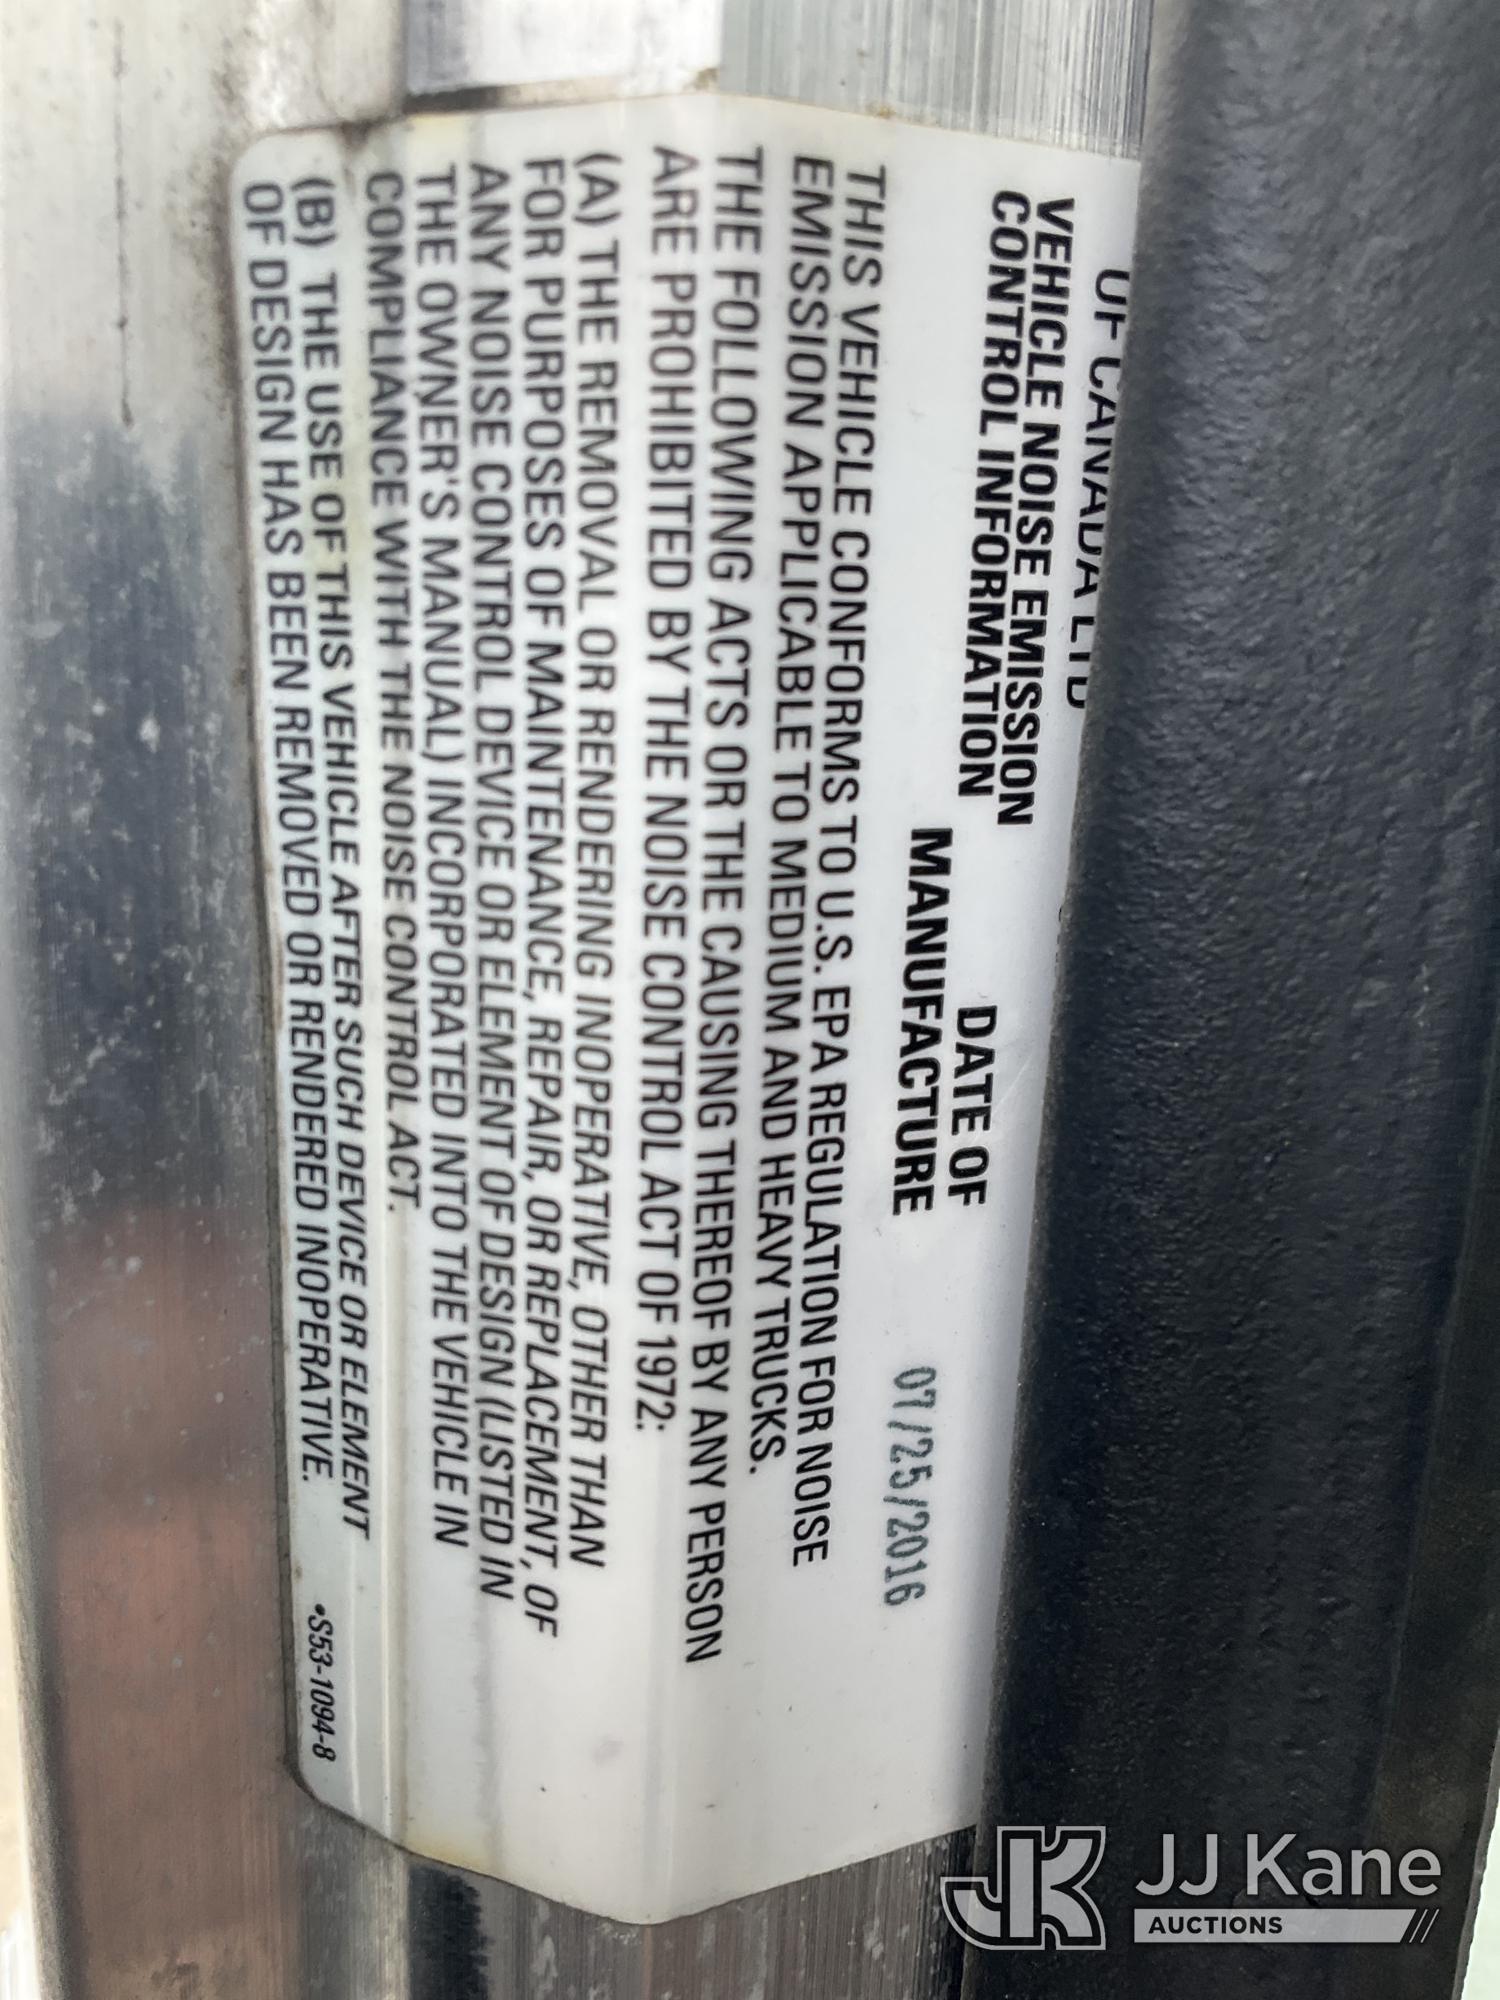 OF CANADA LTD
VEHICLE NOISE EMISSION
CONTROL INFORMATION
DATE OF
MANUFACTURE
07/25/2016
THIS VEHICLE CONFORMS TO U.S. EPA REGULATION FOR NOISE
EMISSION APPLICABLE TO MEDIUM AND HEAVY TRUCKS.
THE FOLLOWING ACTS OR THE CAUSING THEREOF BY ANY PERSON
ARE PROHIBITED BY THE NOISE CONTROL ACT OF 1972:
(A) THE REMOVAL OR RENDERING INOPERATIVE, OTHER THAN
FOR PURPOSES OF MAINTENANCE, REPAIR, OR REPLACEMENT, OF
ANY NOISE CONTROL DEVICE OR ELEMENT OF DESIGN (LISTED IN
THE OWNER'S MANUAL) INCORPORATED INTO THE VEHICLE IN
COMPLIANCE WITH THE NOISE CONTROL ACT.
(B) THE USE OF THIS VEHICLE AFTER SUCH DEVICE OR ELEMENT
OF DESIGN HAS BEEN REMOVED OR RENDERED INOPERATIVE.
•S53-1094-8
JK JJ Kane
AUCTIONS